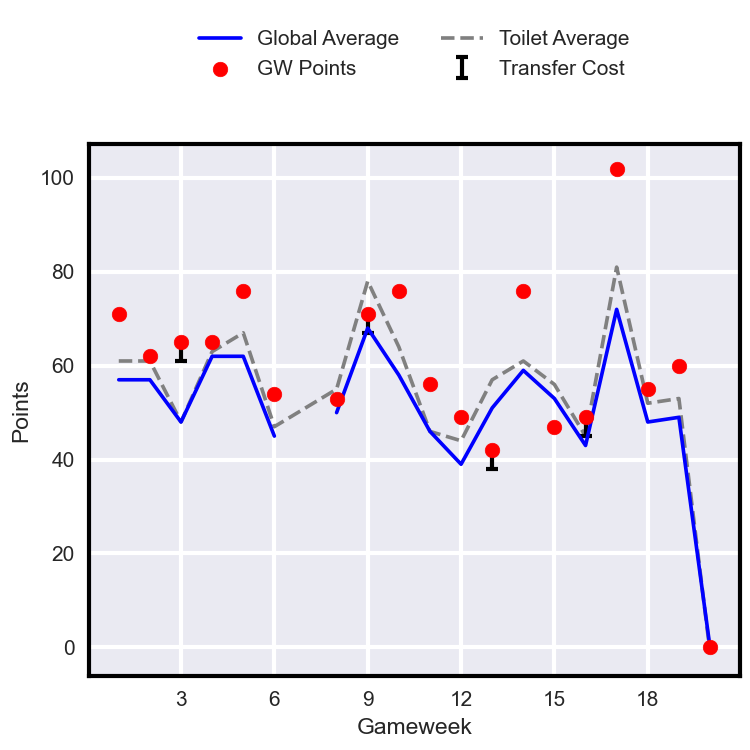 Global Average
Toilet Average
GW Points
Transfer Cost
100
80
60
40
20
0
Points
3 6 9 12 15 18
Gameweek